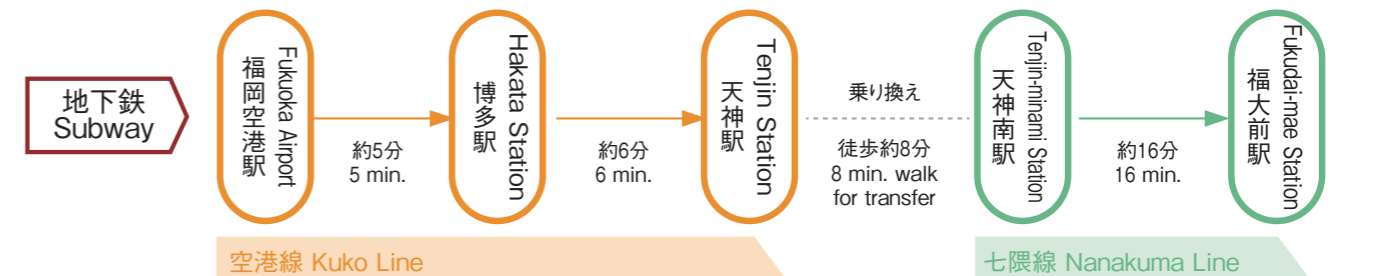 地下鉄
Subway
福岡空港駅
Fukuoka Airport
約5分
5 min.
博多駅
Hakata Station
約6分
6 min.
天神駅
Tenjin Station
乗り換え
徒歩約8分
8 min. walk
for transfer
天神南駅
Tenjin-minami Station
約16分
16 min.
福大前駅
Fukudai-mae Station
空港線 Kuko Line
七隈線 Nanakuma Line